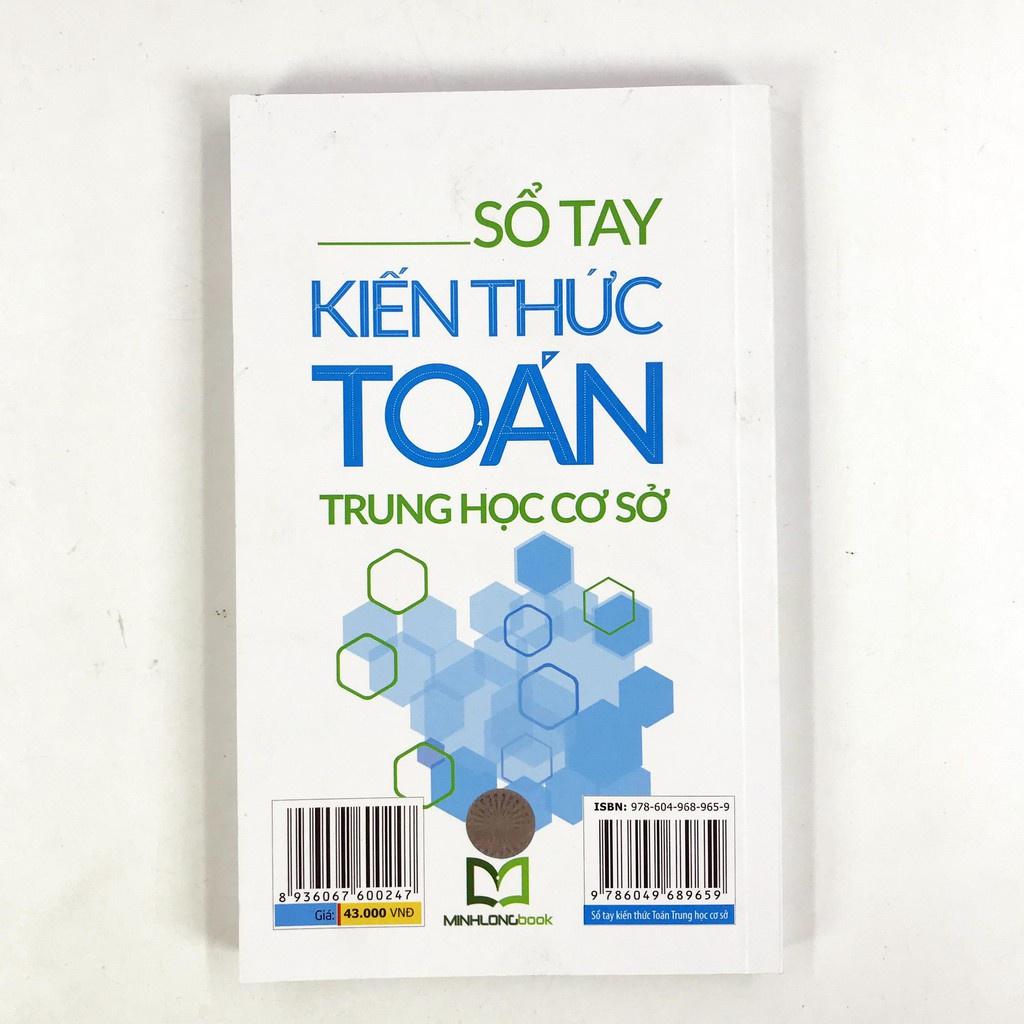 SỔ TAY
KIẾN THỨC
TOÁN
TRUNG HỌC CƠ SỞ
8 936067 600247
Giá: 43.000 VNĐ
MINHLONGbook
ISBN: 978-604-968-965-9
9 786049 689659
Sổ tay kiến thức Toán Trung học cơ sở